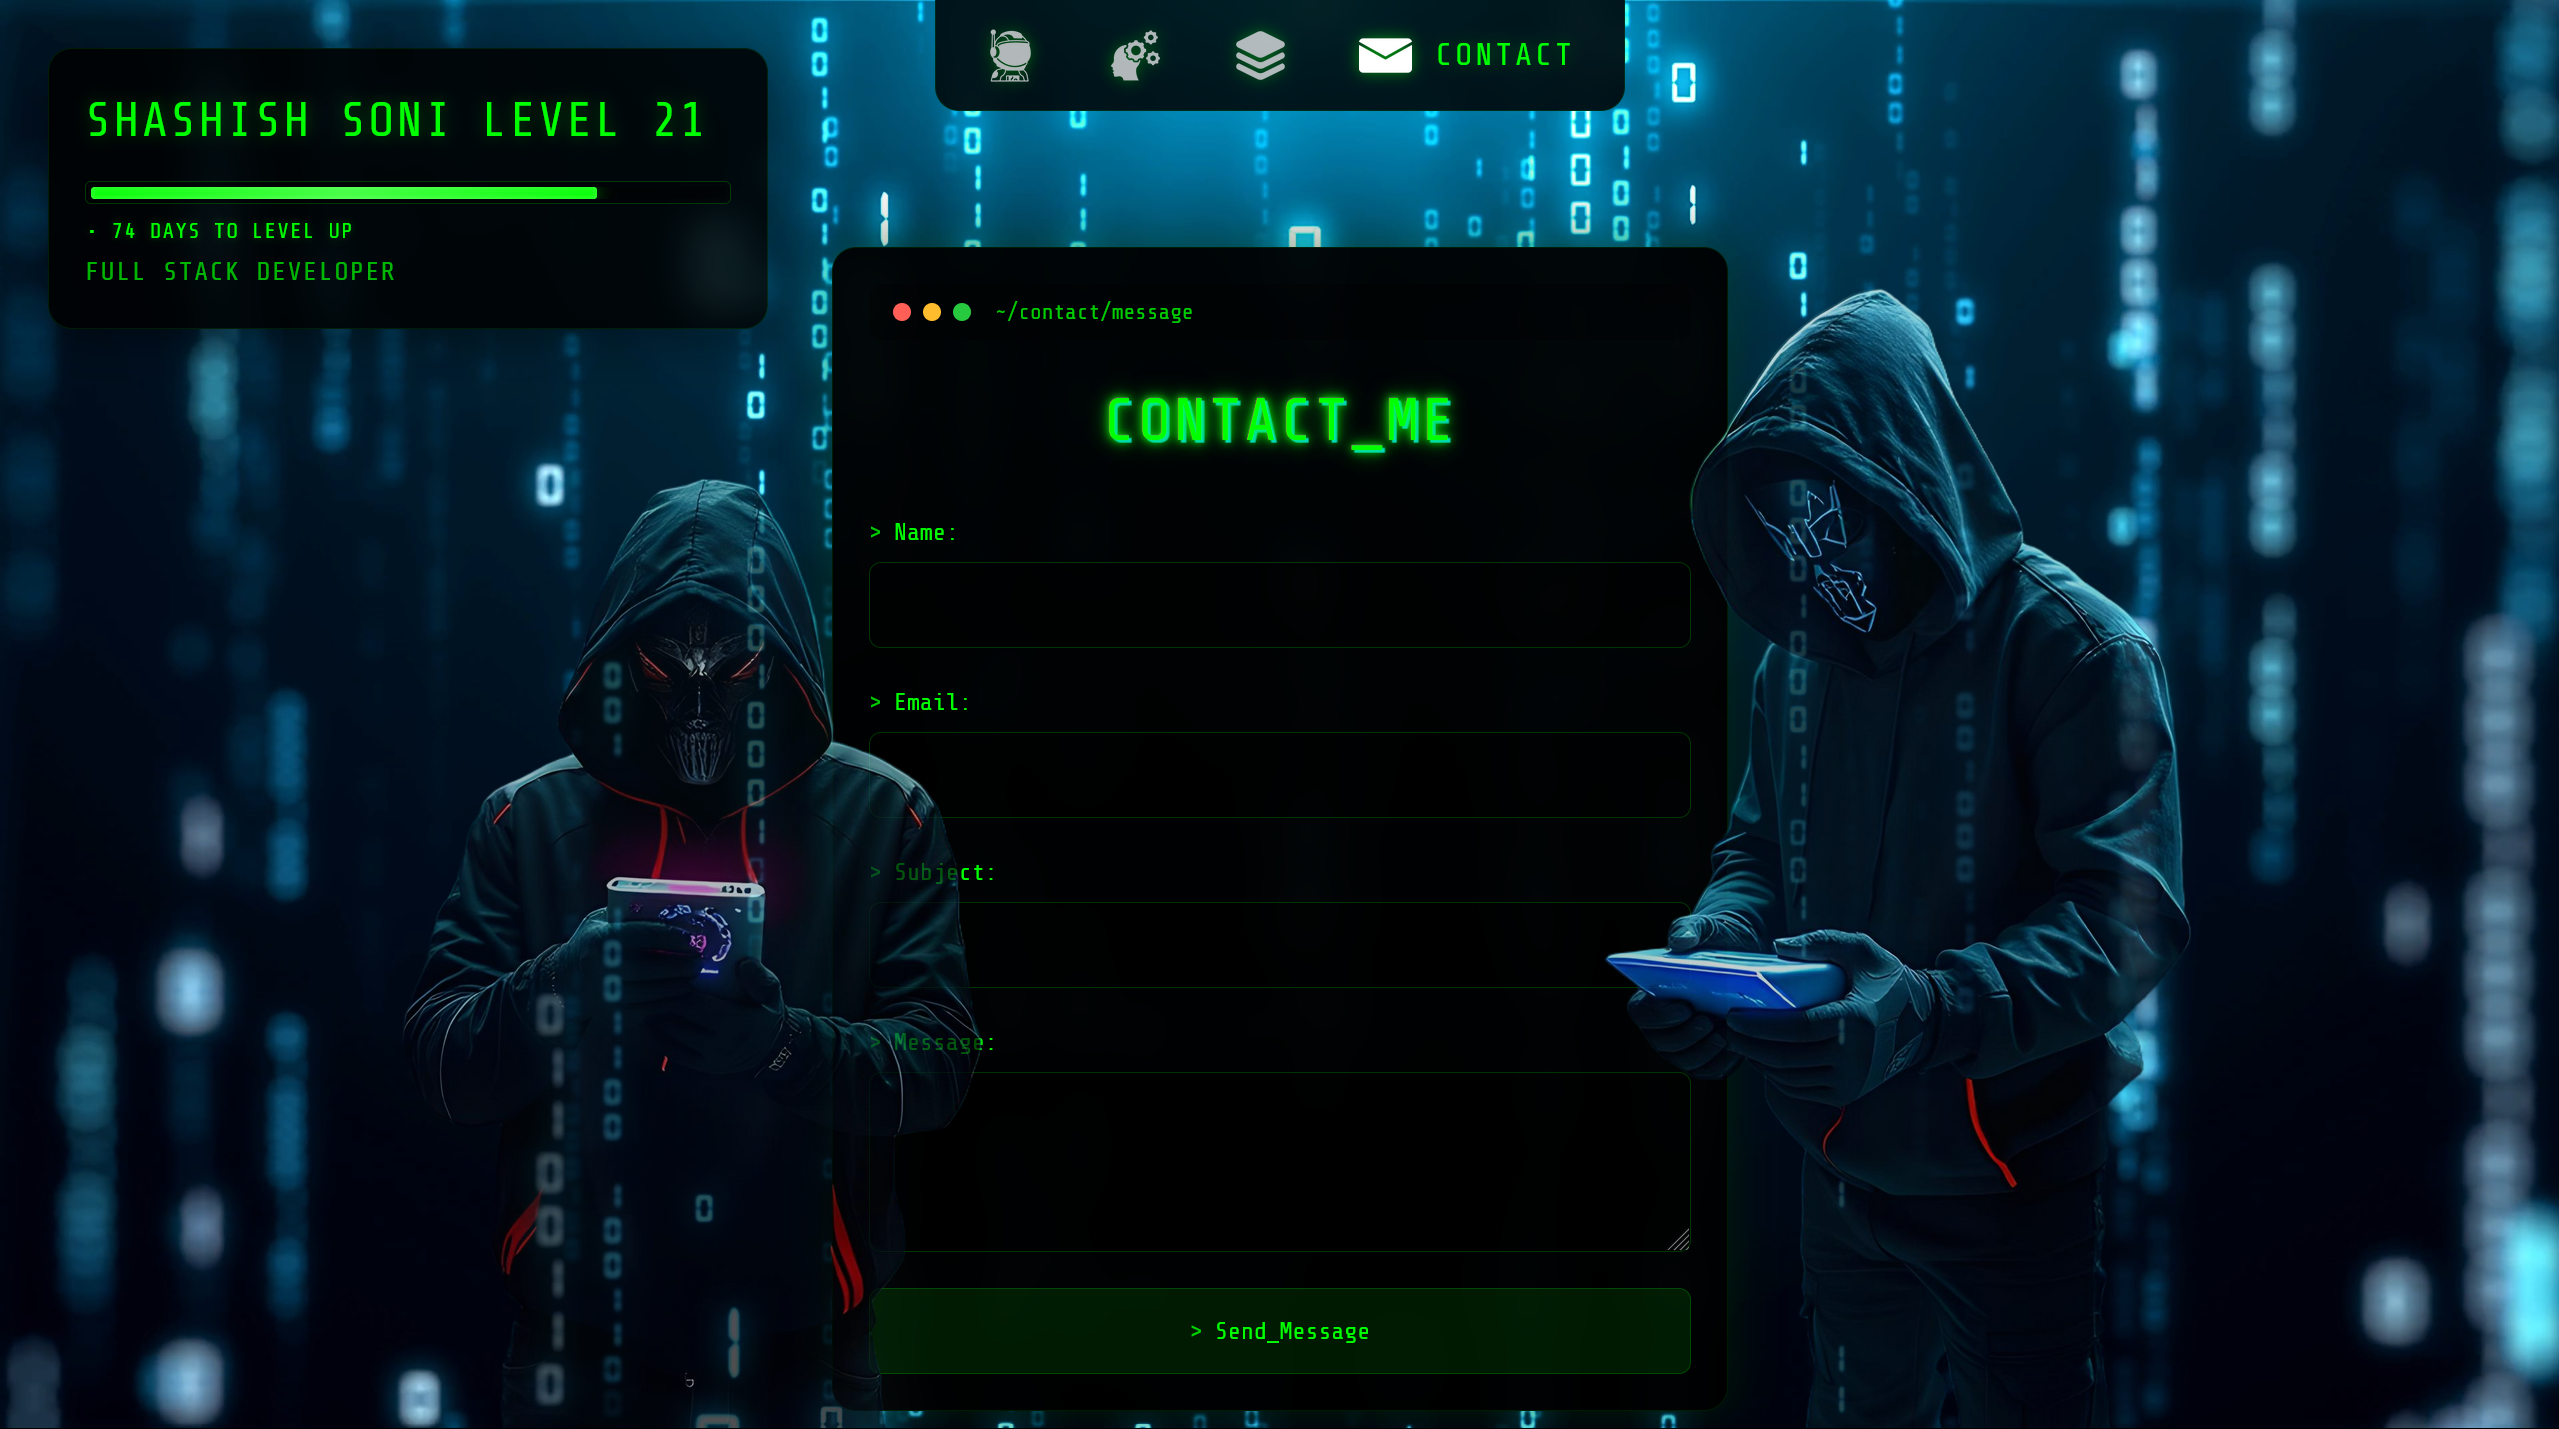 SHASHISH SONI LEVEL 21
· 74 DAYS TO LEVEL UP
FULL STACK DEVELOPER
CONTACT
~/contact/message
CONTACT_ME
> Name:
> Email:
> Subject:
> Message:
> Send_Message